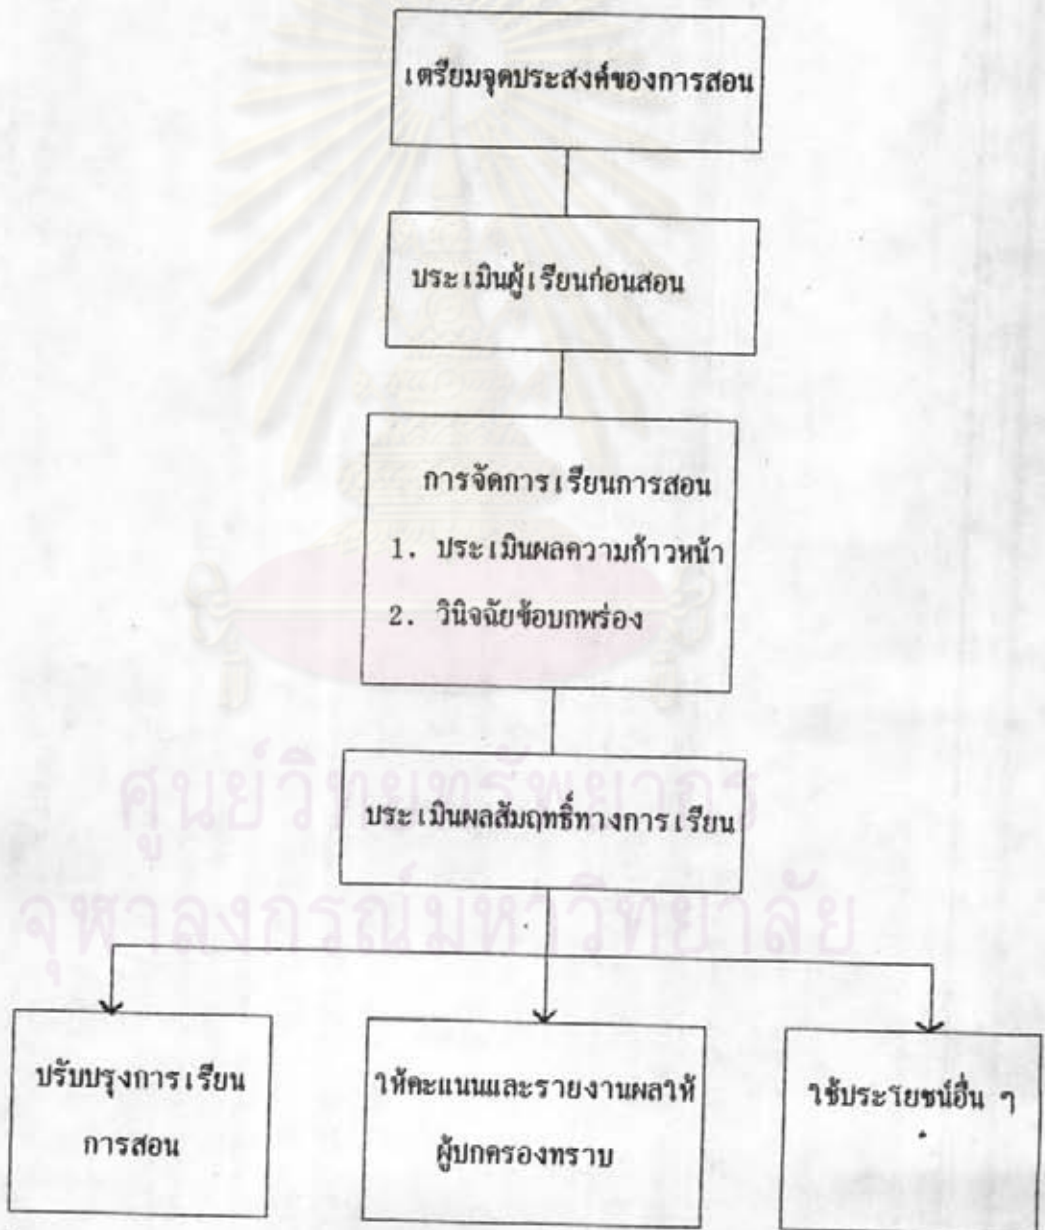 เตรียมจุดประสงค์ของการสอน
ประเมินผู้เรียนก่อนสอน
การจัดการเรียนการสอน
1. ประเมินผลความก้าวหน้า
2. วินิจฉัยข้อบกพร่อง
ประเมินผลสัมฤทธิ์ทางการเรียน
ศูนย์วิทยทรัพยากร
จุฬาลงกรณ์มหาวิทยาลัย
ปรับปรุงการเรียน
การสอน
ให้คะแนนและรายงานผลให้
ผู้ปกครองทราบ
ใช้ประโยชน์อื่น ๆ